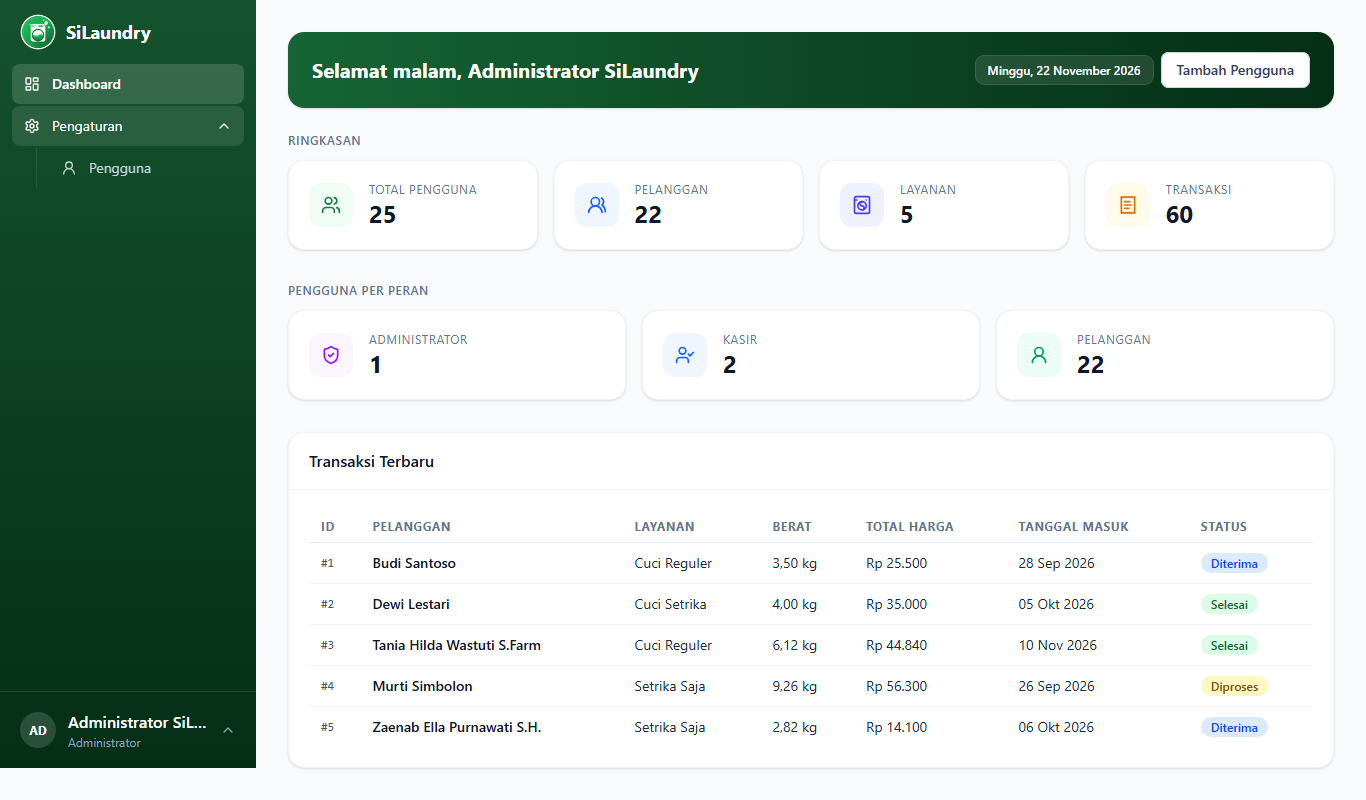 SiLaundry
Dashboard
Pengaturan
Pengguna
AD
Administrator SiL...
Administrator
Selamat malam, Administrator SiLaundry
Minggu, 22 November 2026
Tambah Pengguna
RINGKASAN
TOTAL PENGGUNA
25
PELANGGAN
22
LAYANAN
5
TRANSAKSI
60
PENGGUNA PER PERAN
ADMINISTRATOR
1
KASIR
2
PELANGGAN
22
Transaksi Terbaru
ID PELANGGAN LAYANAN BERAT TOTAL HARGA TANGGAL MASUK STATUS
#1 Budi Santoso Cuci Reguler 3,50 kg Rp 25.500 28 Sep 2026 Diterima
#2 Dewi Lestari Cuci Setrika 4,00 kg Rp 35.000 05 Okt 2026 Selesai
#3 Tania Hilda Wastuti S.Farm Cuci Reguler 6,12 kg Rp 44.840 10 Nov 2026 Selesai
#4 Murti Simbolon Setrika Saja 9,26 kg Rp 56.300 26 Sep 2026 Diproses
#5 Zaenab Ella Purnawati S.H. Setrika Saja 2,82 kg Rp 14.100 06 Okt 2026 Diterima